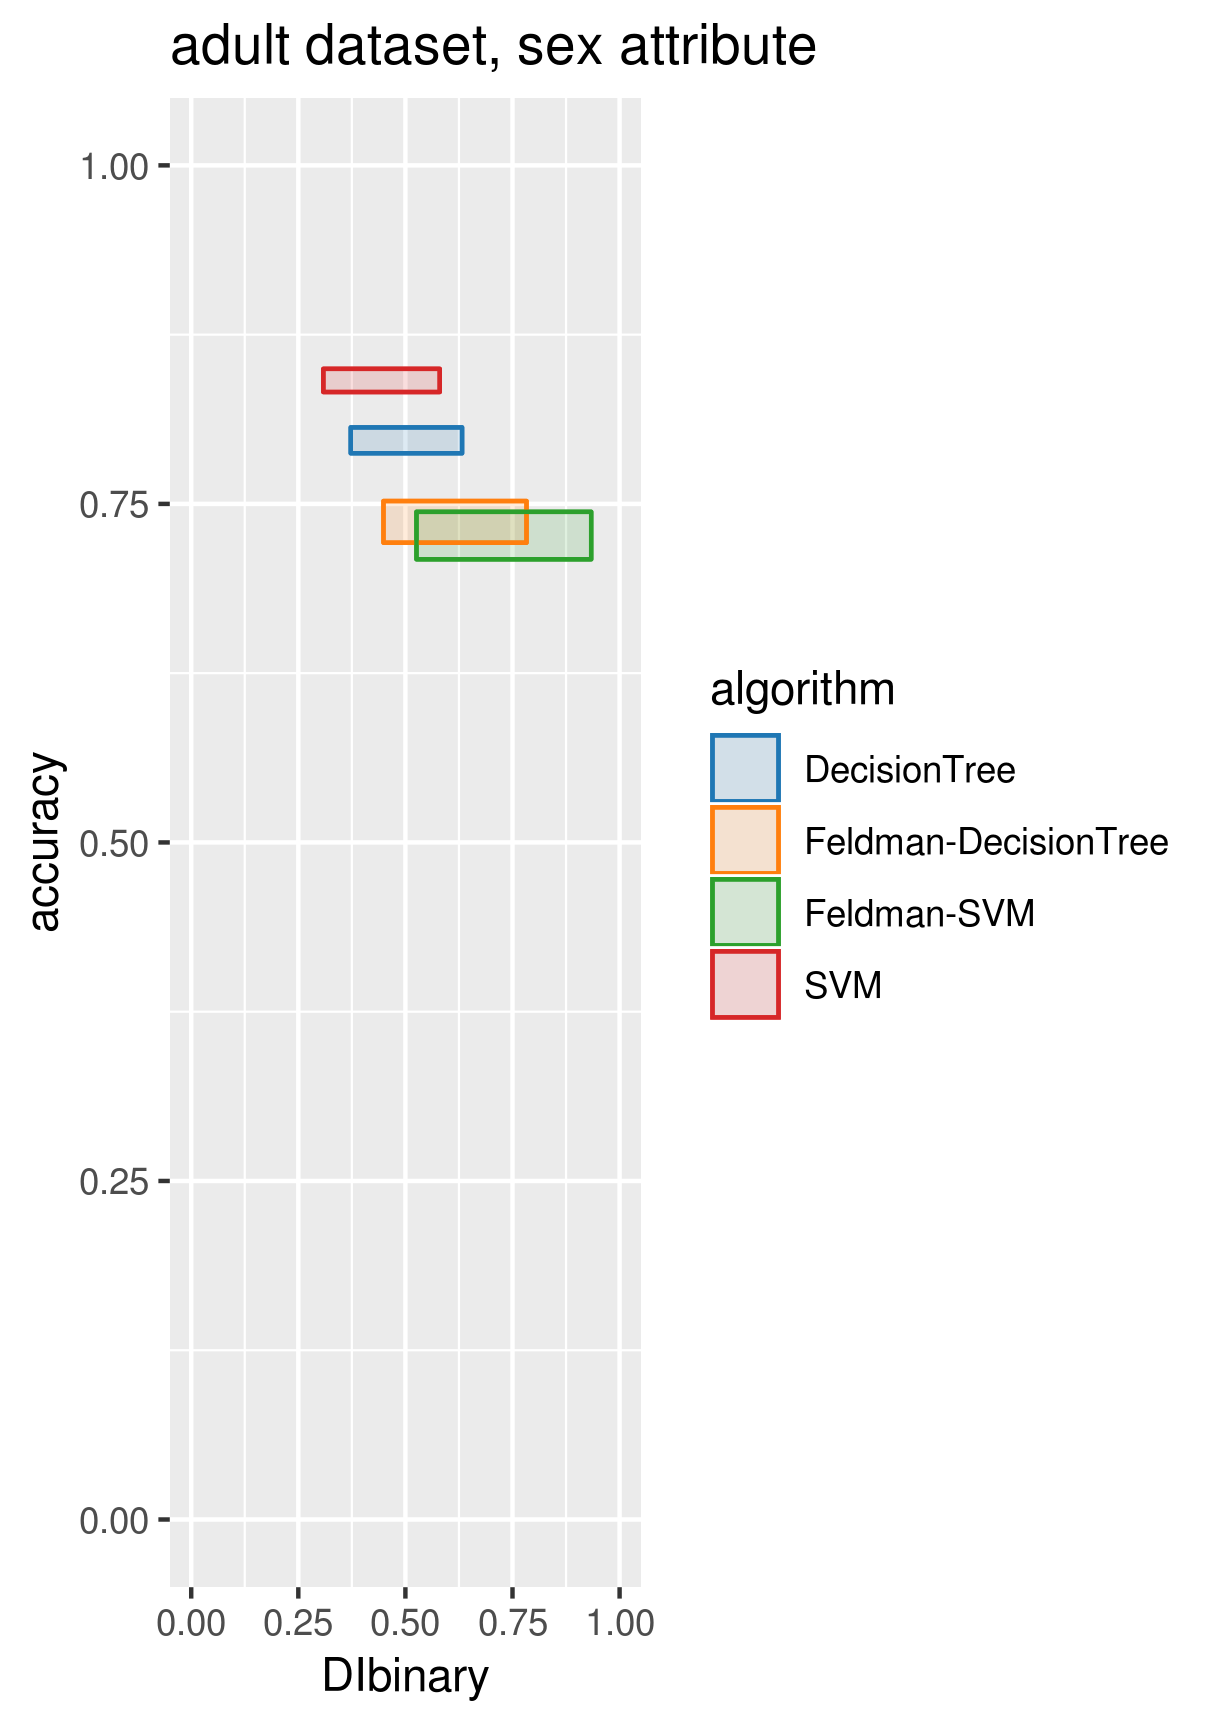 adult dataset, sex attribute
1.00
0.75
0.50
0.25
0.00
accuracy
0.00 0.25 0.50 0.75 1.00
DIbinary
algorithm
DecisionTree
Feldman-DecisionTree
Feldman-SVM
SVM